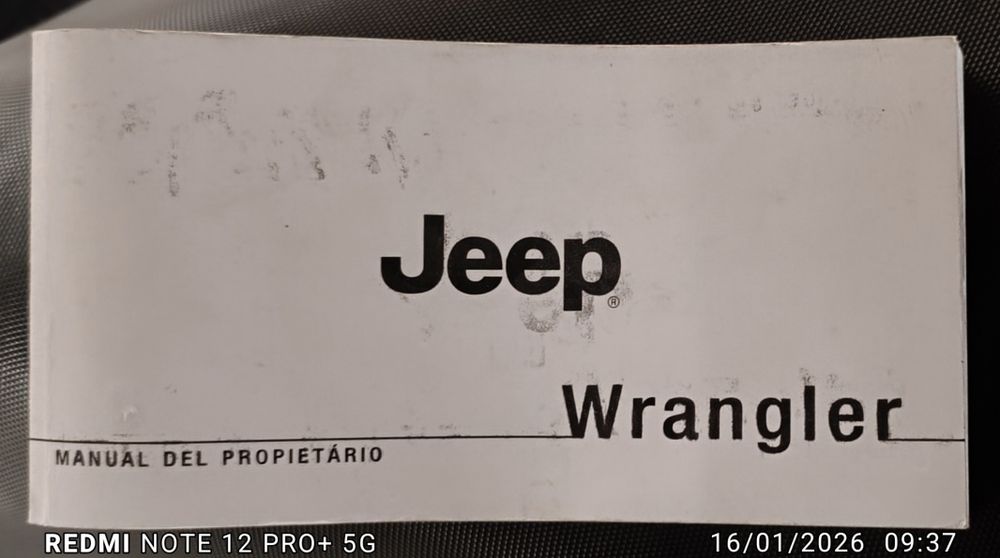 Jeep®
Wrangler
MANUAL DEL PROPIETÁRIO
REDMI NOTE 12 PRO+ 5G
16/01/2026 09:37